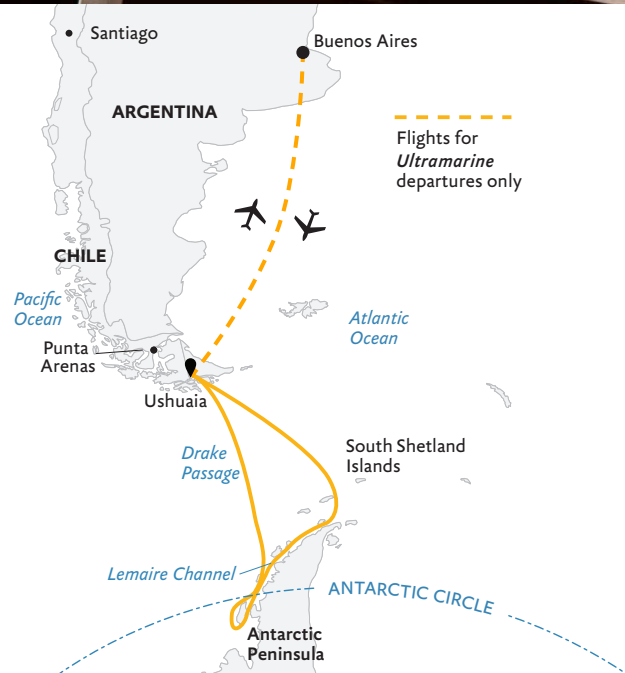 Santiago
Buenos Aires
ARGENTINA
Flights for
Ultramarine
departures only
CHILE
Pacific
Ocean
Atlantic
Ocean
Punta
Arenas
Ushuaia
Drake
Passage
South Shetland
Islands
Lemaire Channel
ANTARCTIC CIRCLE
Antarctic
Peninsula